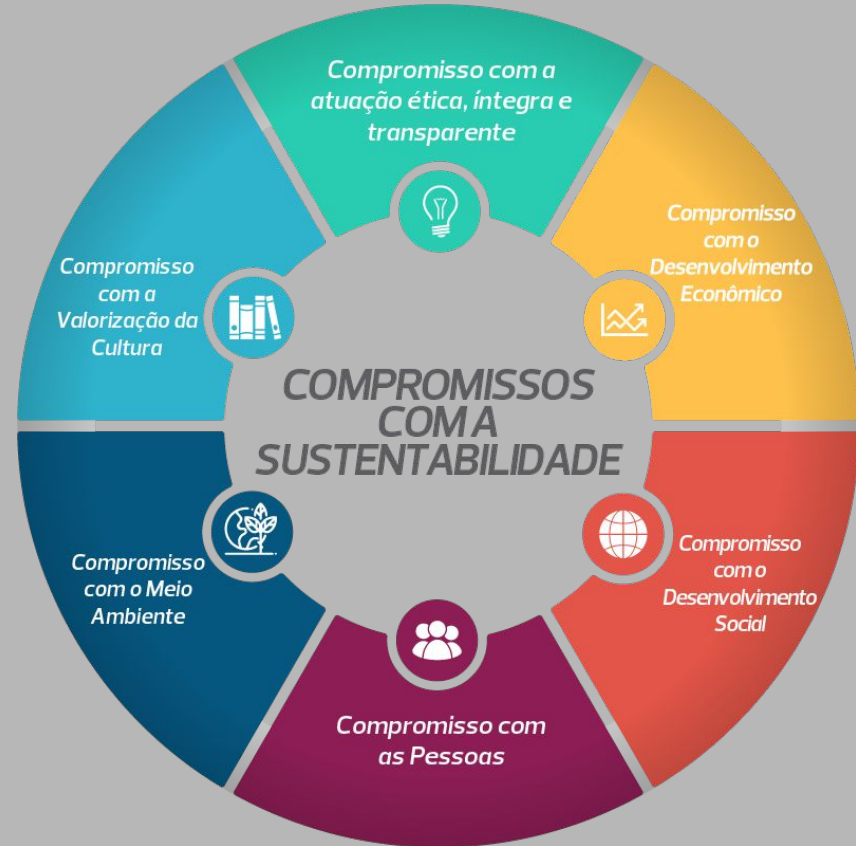 Compromisso com a
atuação ética, íntegra e
transparente
Compromisso
com o
Desenvolvimento
Econômico
Compromisso
com a
Valorização da
Cultura
COMPROMISSOS
COM A
SUSTENTABILIDADE
Compromisso
com o
Desenvolvimento
Social
Compromisso
com o Meio
Ambiente
Compromisso com
as Pessoas